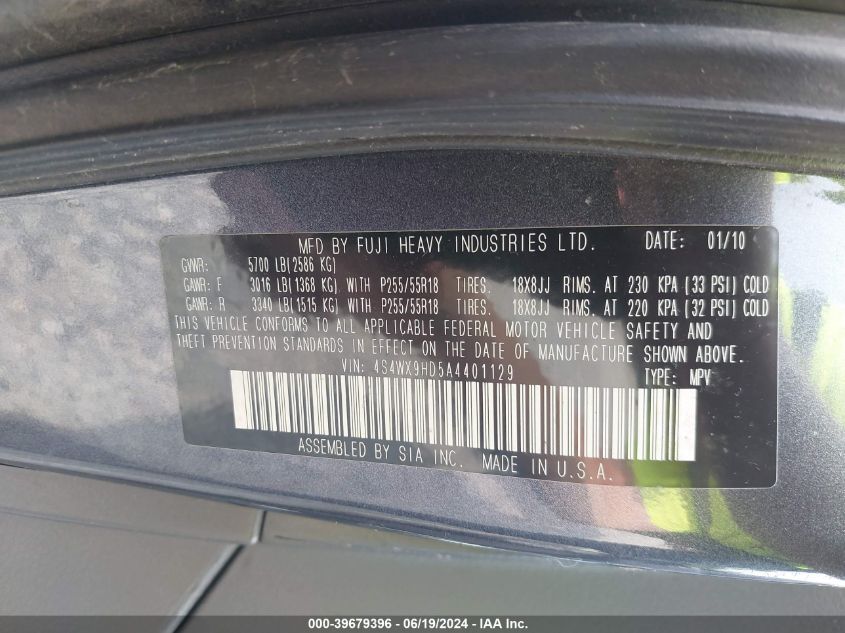 MFD BY FUJI HEAVY INDUSTRIES LTD. DATE: 01/10
GVWR: 5700 LB(2586 KG)
GAWR: F 3016 LB(1368 KG) WITH P255/55R18 TIRES. 18X8JJ RIMS. AT 230 KPA(33 PSI)COLD
GAWR: R 3340 LB(1515 KG) WITH P255/55R18 TIRES. 18X8JJ RIMS. AT 220 KPA(32 PSI)COLD
THIS VEHICLE CONFORMS TO ALL APPLICABLE FEDERAL MOTOR VEHICLE SAFETY AND
THEFT PREVENTION STANDARDS IN EFFECT ON THE DATE OF MANUFACTURE SHOWN ABOVE.
VIN: 4S4WX9HD5A4401129 TYPE: MPV
ASSEMBLED BY SIA INC. MADE IN U.S.A.
000-39679396 - 06/19/2024 - IAA Inc.